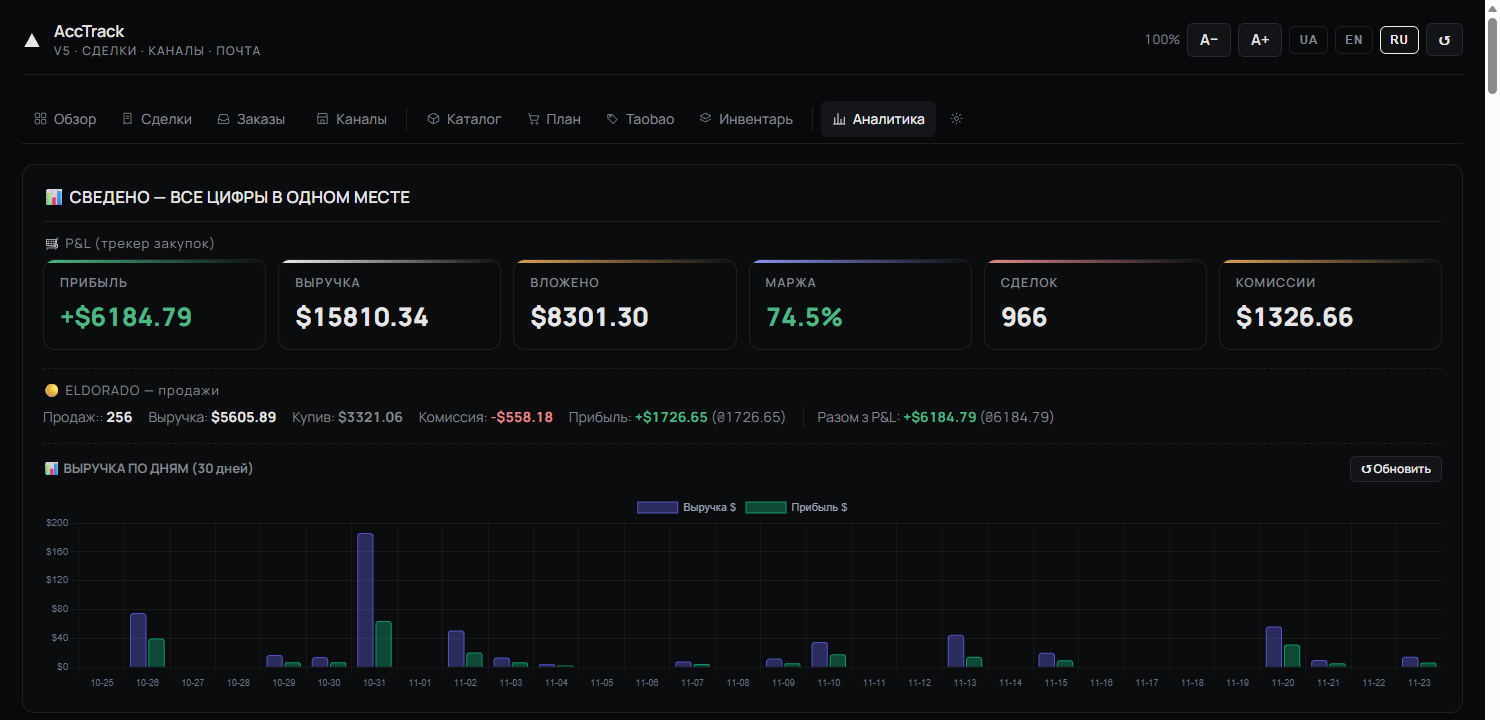 AccTrack
V5 · СДЕЛКИ · КАНАЛЫ · ПОЧТА
100% A− A+ UA EN RU ↺
Обзор Сделки Заказы Каналы Каталог План Taobao Инвентарь Аналитика
📊 СВЕДЕНО — ВСЕ ЦИФРЫ В ОДНОМ МЕСТЕ
🛒 P&L (трекер закупок)
ПРИБЫЛЬ ВЫРУЧКА ВЛОЖЕНО МАРЖА СДЕЛОК КОМИССИИ
+$6184.79 $15810.34 $8301.30 74.5% 966 $1326.66
🟡 ELDORADO — продажи
Продаж:: 256 Выручка: $5605.89 Купив: $3321.06 Комиссия: -$558.18 Прибыль: +$1726.65 (₴1726.65) Разом з P&L: +$6184.79 (₴6184.79)
📊 ВЫРУЧКА ПО ДНЯМ (30 дней) ↺ Обновить
Выручка $ Прибыль $
$200
$160
$120
$80
$40
$0
10-25 10-26 10-27 10-28 10-29 10-30 10-31 11-01 11-02 11-03 11-04 11-05 11-06 11-07 11-08 11-09 11-10 11-11 11-12 11-13 11-14 11-15 11-16 11-17 11-18 11-19 11-20 11-21 11-22 11-23